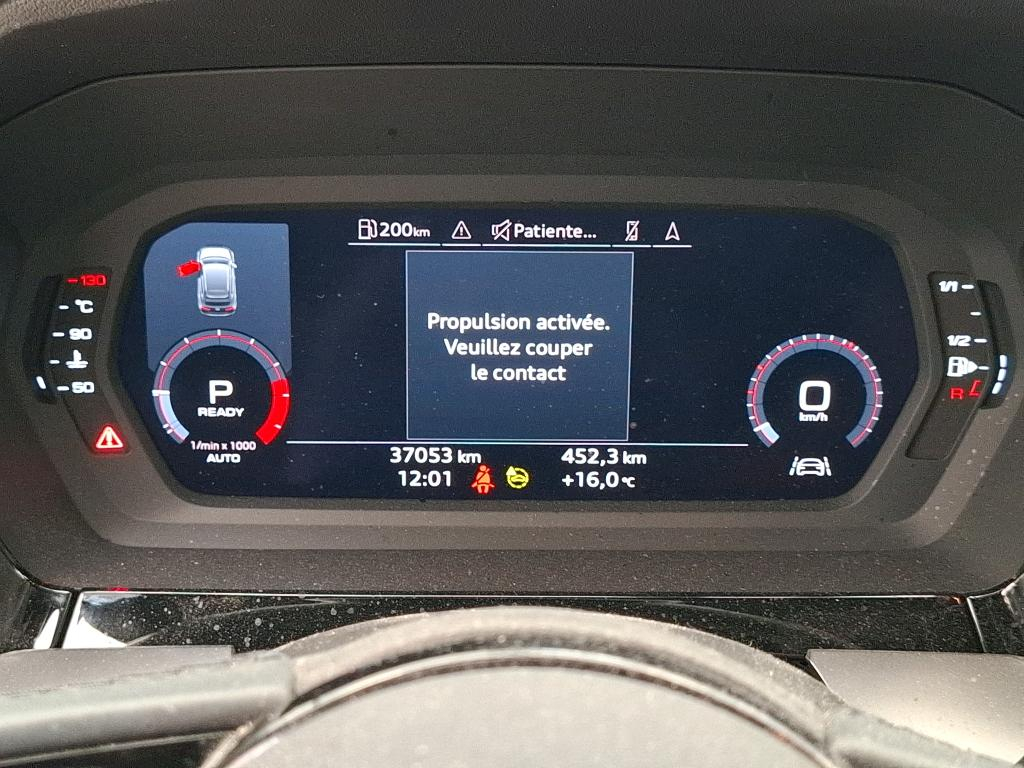 200km
Patiente...
130
°C
90
50
Propulsion activée.
Veuillez couper
le contact
P
READY
1/min x 1000
AUTO
0
km/h
1/1
1/2
R
37053 km
452,3 km
12:01
+16,0°C